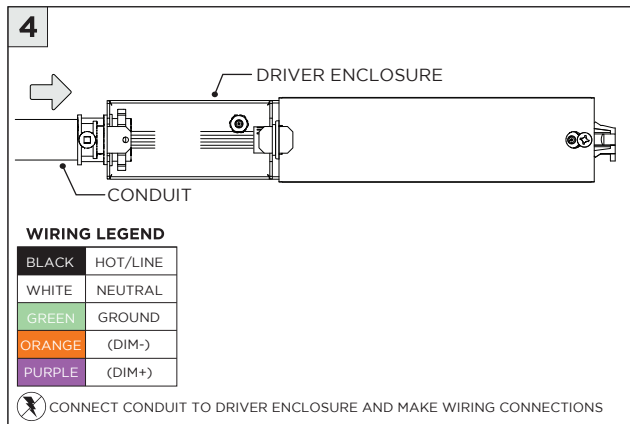 4
DRIVER ENCLOSURE
CONDUIT
WIRING LEGEND
BLACK HOT/LINE
WHITE NEUTRAL
GREEN GROUND
ORANGE (DIM-)
PURPLE (DIM+)
CONNECT CONDUIT TO DRIVER ENCLOSURE AND MAKE WIRING CONNECTIONS